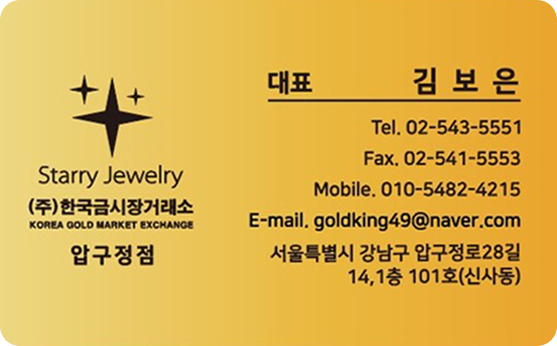 Starry Jewelry
(주)한국금시장거래소
KOREA GOLD MARKET EXCHANGE
압구정점
대표 김보은
Tel. 02-543-5551
Fax. 02-541-5553
Mobile. 010-5482-4215
E-mail. goldking49@naver.com
서울특별시 강남구 압구정로28길
14,1층 101호(신사동)